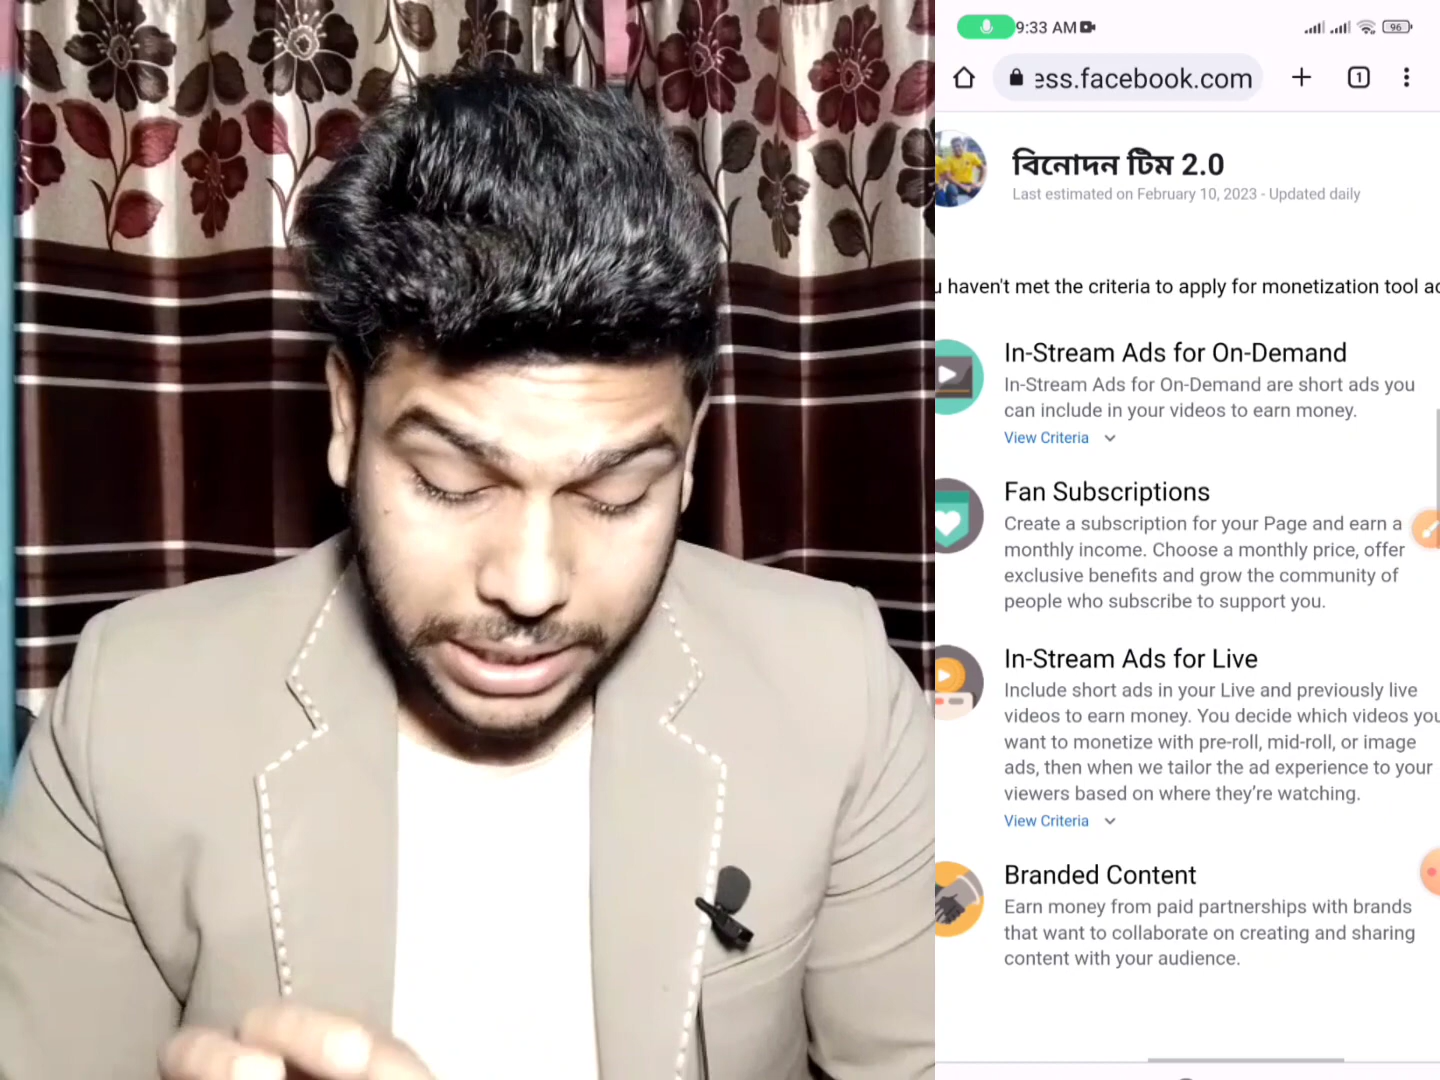 9:33 AM
96
ess.facebook.com
1
বিনোদন টিম 2.0
Last estimated on February 10, 2023 - Updated daily
haven't met the criteria to apply for monetization tool
In-Stream Ads for On-Demand
In-Stream Ads for On-Demand are short ads you
can include in your videos to earn money.
View Criteria
Fan Subscriptions
Create a subscription for your Page and earn a
monthly income. Choose a monthly price, offer
exclusive benefits and grow the community of
people who subscribe to support you.
In-Stream Ads for Live
Include short ads in your Live and previously live
videos to earn money. You decide which videos you
want to monetize with pre-roll, mid-roll, or image
ads, then when we tailor the ad experience to your
viewers based on where they're watching.
View Criteria
Branded Content
Earn money from paid partnerships with brands
that want to collaborate on creating and sharing
content with your audience.